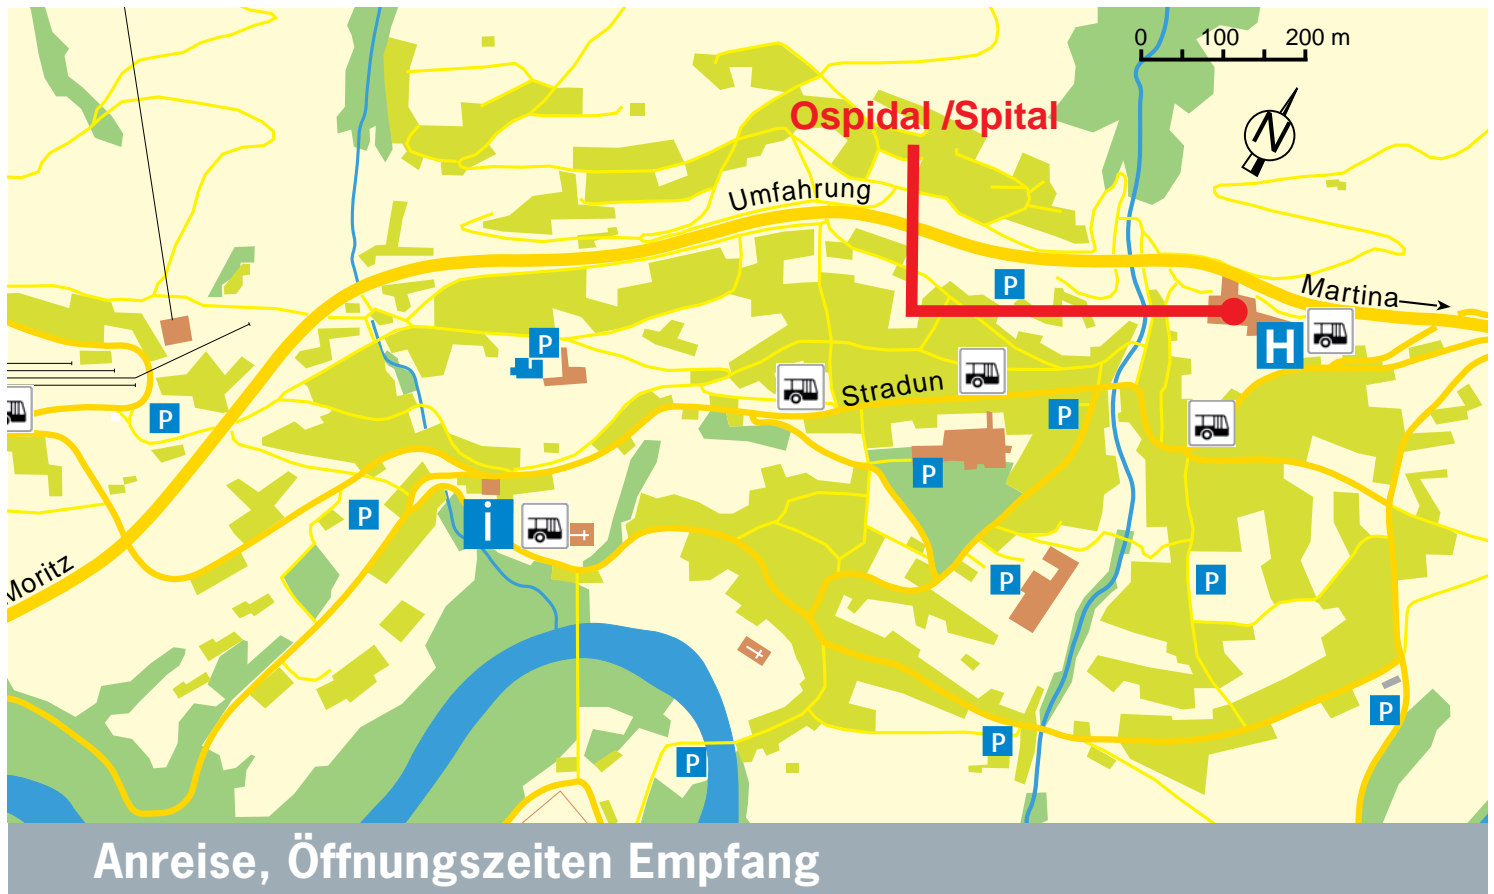 0 100 200 m
Ospidal /Spital
N
Umfahrung
Martina
P
P
H
P
Stradun
P
P
P
P
i
Moritz
P
P
P
P
P
Anreise, Öffnungszeiten Empfang